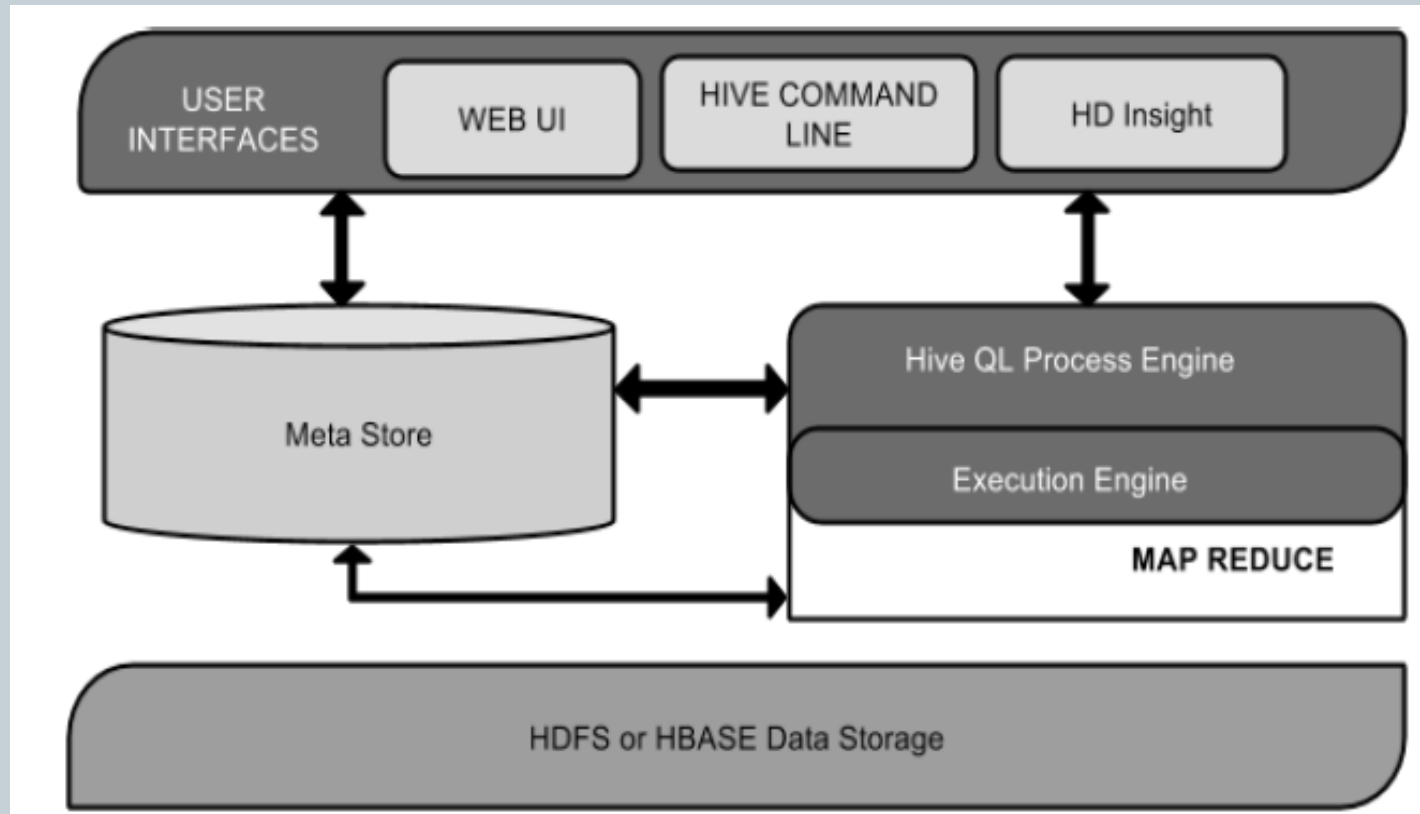 USER
INTERFACES
WEB UI
HIVE COMMAND
LINE
HD Insight
Meta Store
Hive QL Process Engine
Execution Engine
MAP REDUCE
HDFS or HBASE Data Storage